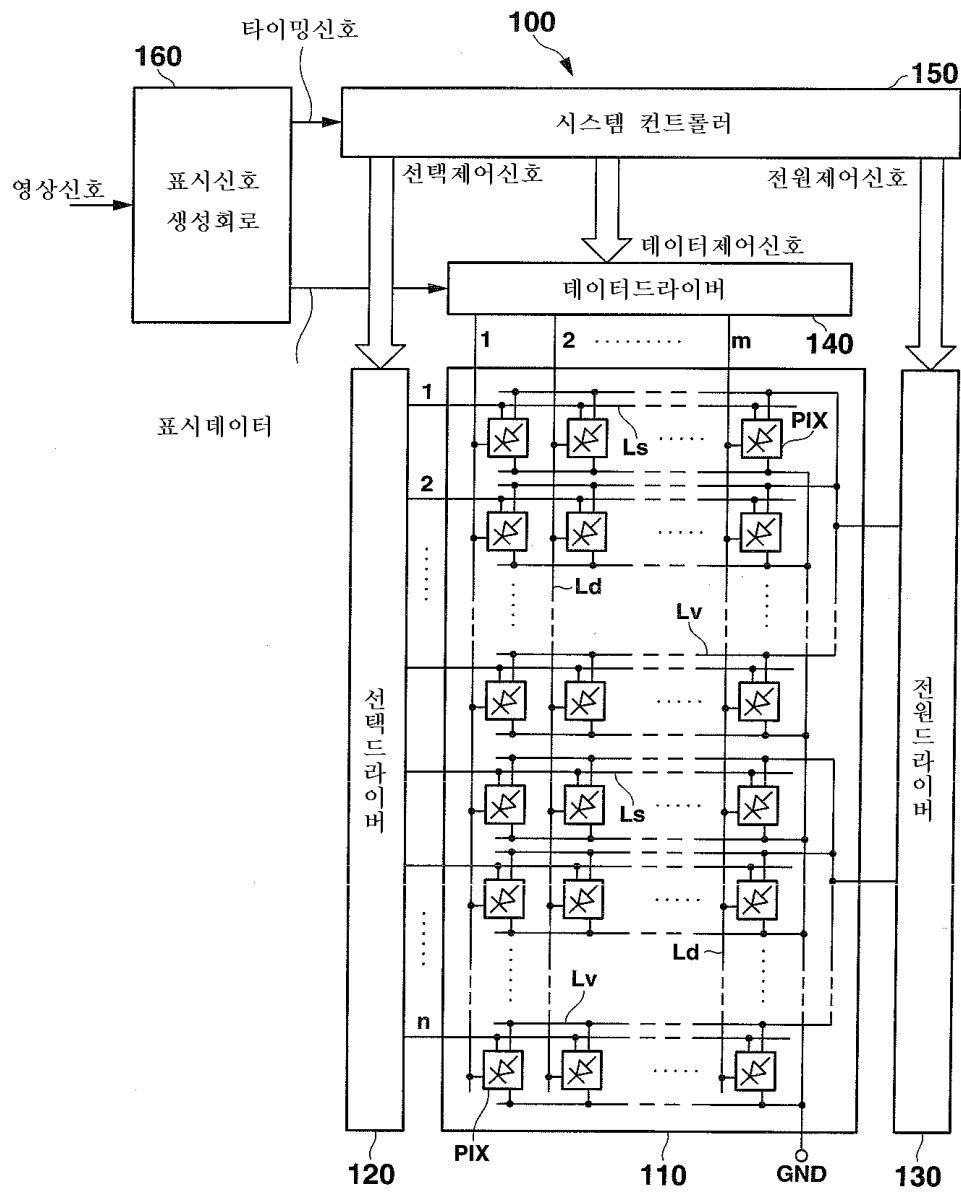 타이밍신호
100
160
150
시스템 컨트롤러
영상신호
표시신호
생성회로
선택제어신호
전원제어신호
데이터제어신호
데이터드라이버
140
1
2
·········
m
표시데이터
1
Ls
PIX
2
Ld
Lv
선택드라이버
전원드라이버
Ls
Ld
Lv
n
PIX
120
110
GND
130